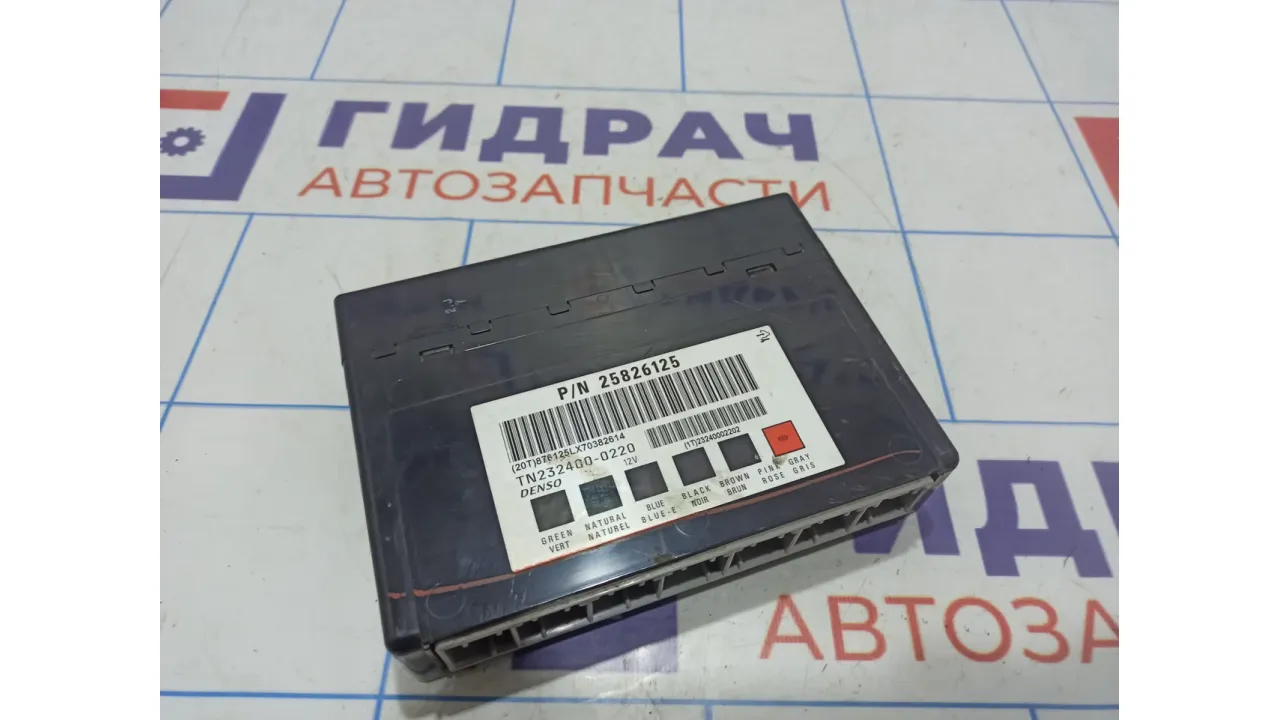 ГИДРАЧ
АВТОЗАПЧАСТИ
P/N 25826125
(20T)876125LX70382614
(1T)23240002202
TN232400-0220
12V
DENSO
GREEN NATURAL BLUE BLACK BROWN PINK GRAY
VERT NATUREL BLUE-E NOIR BRUN ROSE GRIS
ИД
АВТОЗА